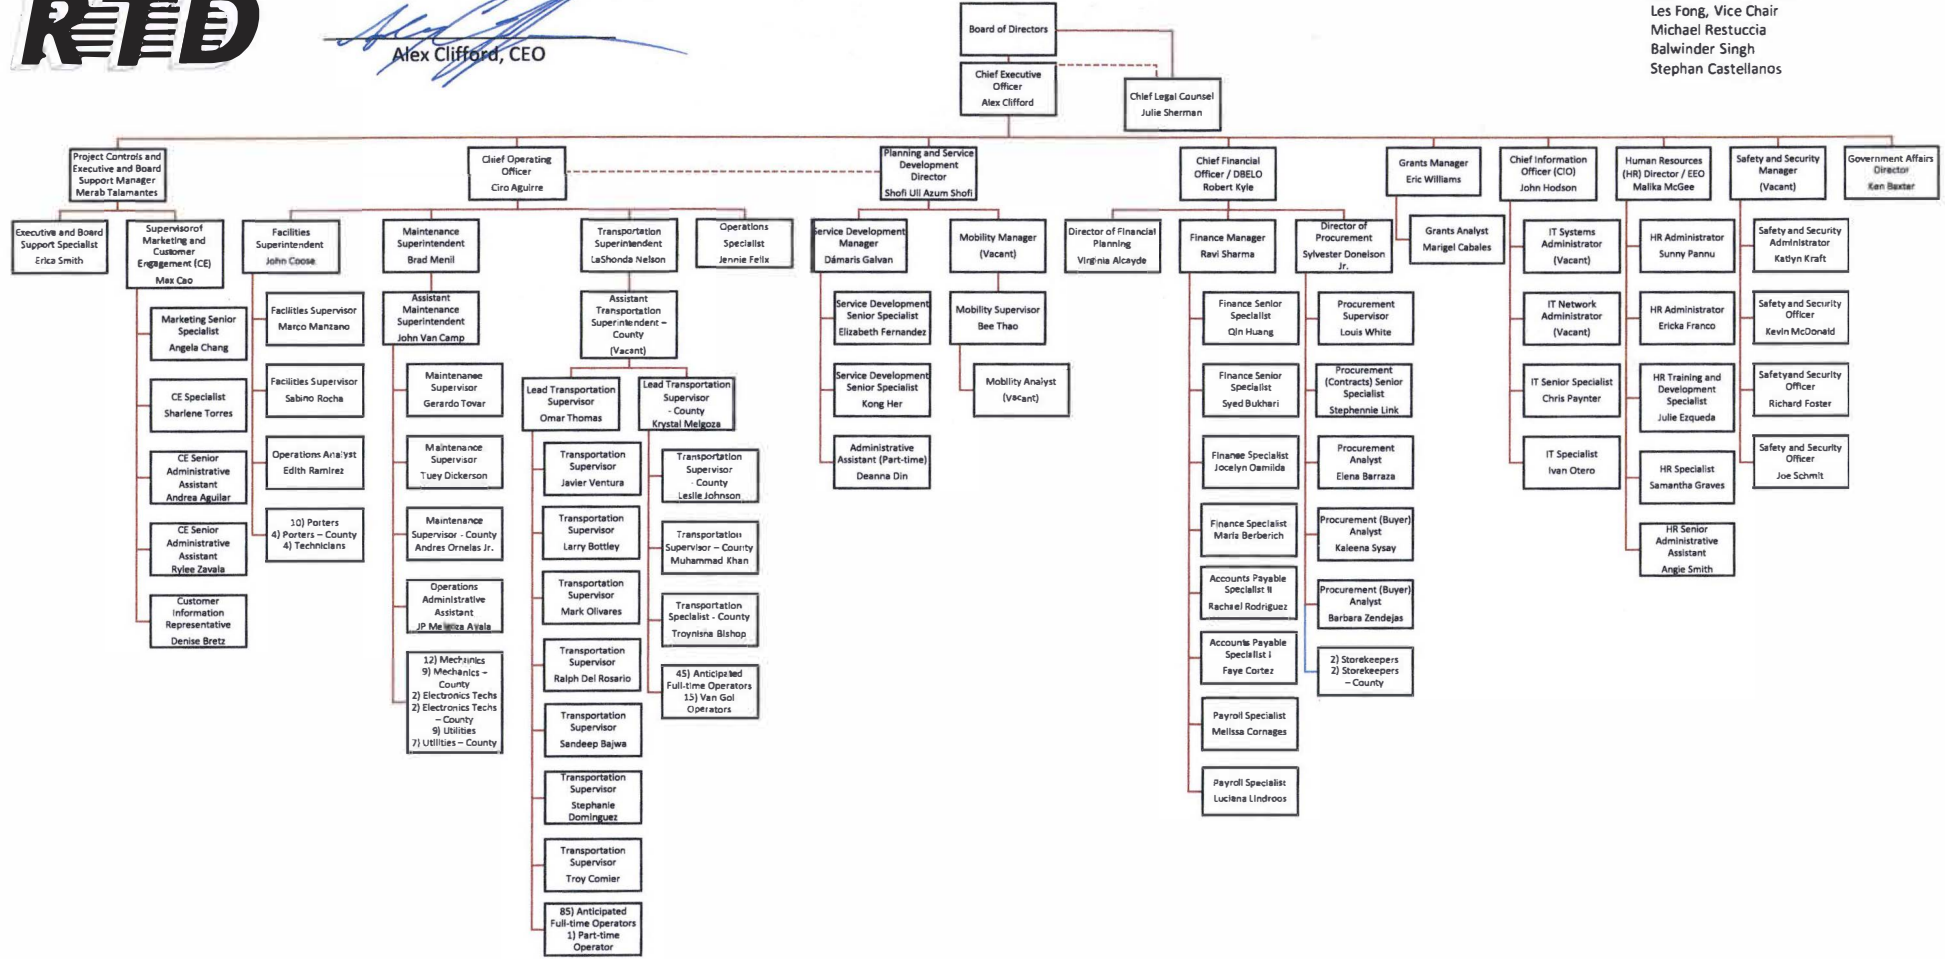 RTD
Alex Clifford, CEO
Les Fong, Vice Chair
Michael Restuccia
Balwinder Singh
Stephan Castellanos
Board of Directors
Chief Executive
Officer
Alex Clifford
Chief Legal Counsel
Julie Sherman
Project Controls and
Executive and Board
Support Manager
Merab Talamantes
Executive and Board
Support Specialist
Erica Smith
Supervisor of
Marketing and
Customer
Engagement (CE)
Max Cao
Marketing Senior
Specialist
Angela Chang
CE Specialist
Sharlene Torres
CE Senior
Administrative
Assistant
Andrea Aguilar
CE Senior
Administrative
Assistant
Rylee Zavala
Customer
Information
Representative
Denise Bretz
Chief Operating
Officer
Ciro Aguirre
Facilities
Superintendent
John Coose
Facilities Supervisor
Marco Manzano
Facilities Supervisor
Sabino Rocha
Operations Analyst
Edith Ramirez
10) Porters
4) Porters – County
4) Technicians
Maintenance
Superintendent
Brad Menil
Assistant
Maintenance
Superintendent
John Van Camp
Maintenance
Supervisor
Gerardo Tovar
Maintenance
Supervisor
Tuey Dickerson
Maintenance
Supervisor - County
Andres Ornelas Jr.
Operations
Administrative
Assistant
JP Ayala
12) Mechanics
9) Mechanics –
County
2) Electronics Techs
2) Electronics Techs
– County
9) Utilities
7) Utilities – County
Transportation
Superintendent
LaShonda Nelson
Assistant
Transportation
Superintendent –
County
(Vacant)
Lead Transportation
Supervisor
Omar Thomas
Transportation
Supervisor
Javier Ventura
Transportation
Supervisor
Larry Bottley
Transportation
Supervisor
Mark Olivares
Transportation
Supervisor
Ralph Del Rosario
Transportation
Supervisor
Sandeep Bajwa
Transportation
Supervisor
Stephanie
Dominguez
Transportation
Supervisor
Troy Comier
85) Anticipated
Full-time Operators
1) Part-time
Operator
Lead Transportation
Supervisor
- County
Krystal Melgoza
Transportation
Supervisor
- County
Leslie Johnson
Transportation
Supervisor – County
Muhammad Khan
Transportation
Specialist - County
Troynisha Bishop
45) Anticipated
Full-time Operators
15) Van Go!
Operators
Operations
Specialist
Jennie Felix
Planning and Service
Development
Director
Shofi Ull Azum Shofi
Service Development
Manager
Dámaris Galvan
Service Development
Senior Specialist
Elizabeth Fernandez
Service Development
Senior Specialist
Kong Her
Administrative
Assistant (Part-time)
Deanna Din
Mobility Manager
(Vacant)
Mobility Supervisor
Bee Thao
Mobility Analyst
(Vacant)
Chief Financial
Officer / DBELO
Robert Kyle
Director of Financial
Planning
Virginia Alcayde
Finance Manager
Ravi Sharma
Finance Senior
Specialist
Qin Huang
Finance Senior
Specialist
Syed Bukhari
Finance Specialist
Jocelyn Damiida
Finance Specialist
Maria Berberich
Accounts Payable
Specialist II
Rachael Rodriguez
Accounts Payable
Specialist I
Faye Cortez
Payroll Specialist
Melissa Cornages
Payroll Specialist
Luciana Lindroos
Director of
Procurement
Sylvester Donelson
Jr.
Procurement
Supervisor
Louis White
Procurement
(Contracts) Senior
Specialist
Stephennie Link
Procurement
Analyst
Elena Barraza
Procurement (Buyer)
Analyst
Kaleena Sysay
Procurement (Buyer)
Analyst
Barbara Zendejas
2) Storekeepers
2) Storekeepers
– County
Grants Manager
Eric Williams
Grants Analyst
Marigel Cabales
Chief Information
Officer (CIO)
John Hodson
IT Systems
Administrator
(Vacant)
IT Network
Administrator
(Vacant)
IT Senior Specialist
Chris Paynter
IT Specialist
Ivan Otero
Human Resources
(HR) Director / EEO
Malika McGee
HR Administrator
Sunny Pannu
HR Administrator
Ericka Franco
HR Training and
Development
Specialist
Julie Ezqueda
HR Specialist
Samantha Graves
HR Senior
Administrative
Assistant
Angie Smith
Safety and Security
Manager
(Vacant)
Safety and Security
Administrator
Katlyn Kraft
Safety and Security
Officer
Kevin McDonald
Safety and Security
Officer
Richard Foster
Safety and Security
Officer
Joe Schmit
Government Affairs
Director
Ken Baxter